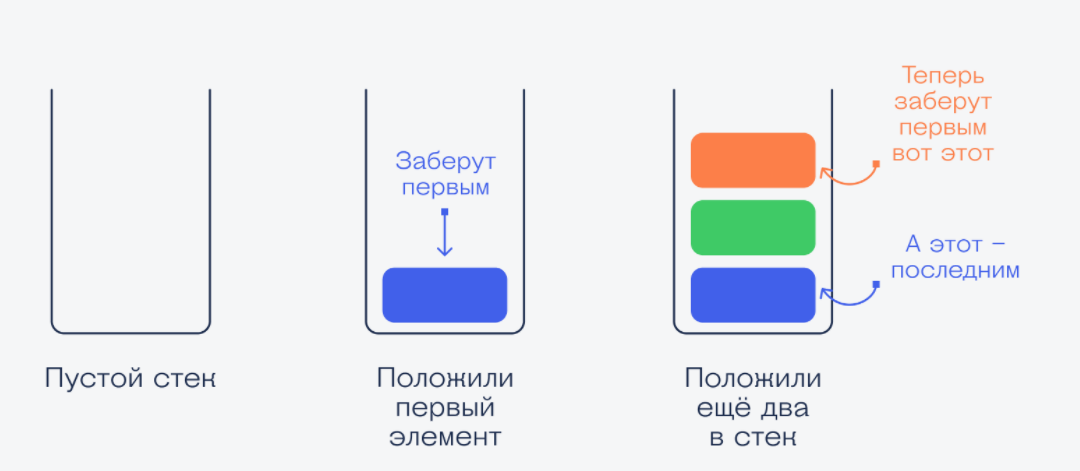 Теперь
заберут
первым
вот этот
Заберут
первым
А этот –
последним
Пустой стек
Положили
первый
элемент
Положили
ещё два
в стек